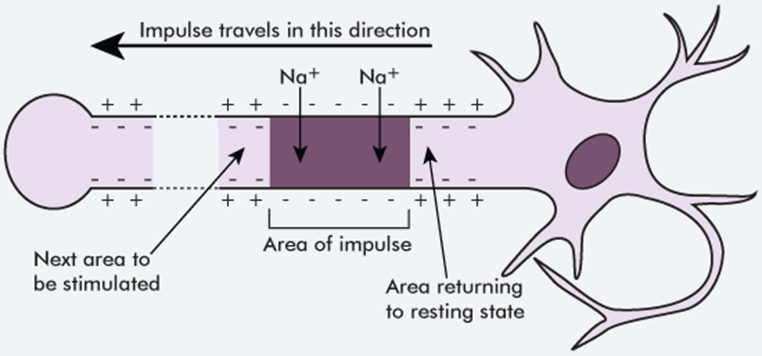 Impulse travels in this direction
Na⁺ Na⁺
+ + + + - - - - - + + +
- - - - - - - -
- - - - - - - -
+ + + + - - - - - + + +
Area of impulse
Next area to
be stimulated
Area returning
to resting state